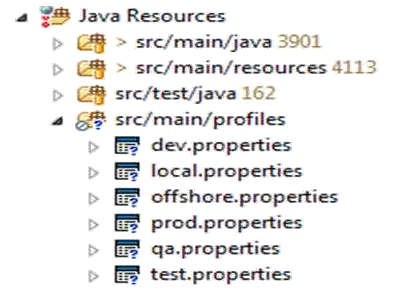 Java Resources
> src/main/java 3901
> src/main/resources 4113
src/test/java 162
src/main/profiles
dev.properties
local.properties
offshore.properties
prod.properties
qa.properties
test.properties